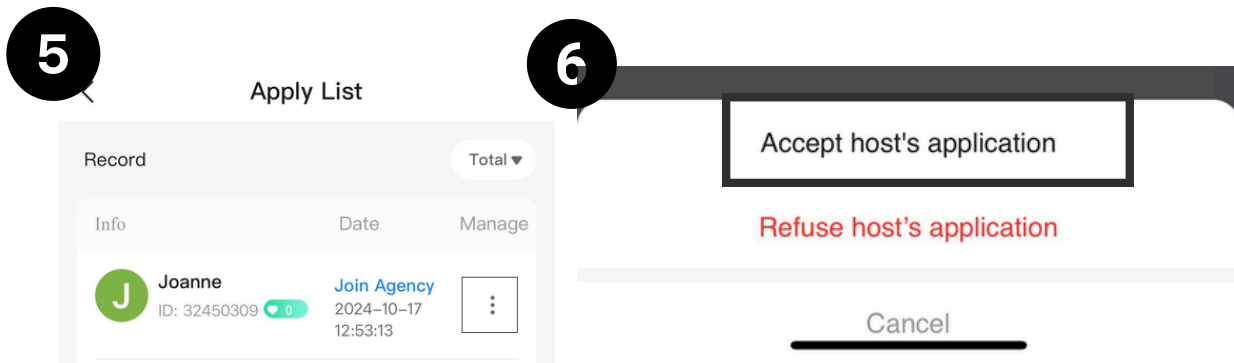 5
Apply List
Record
Total ▼
Info Date Manage
J
Joanne
ID: 32450309 0
Join Agency
2024-10-17
12:53:13
6
Accept host's application
Refuse host's application
Cancel